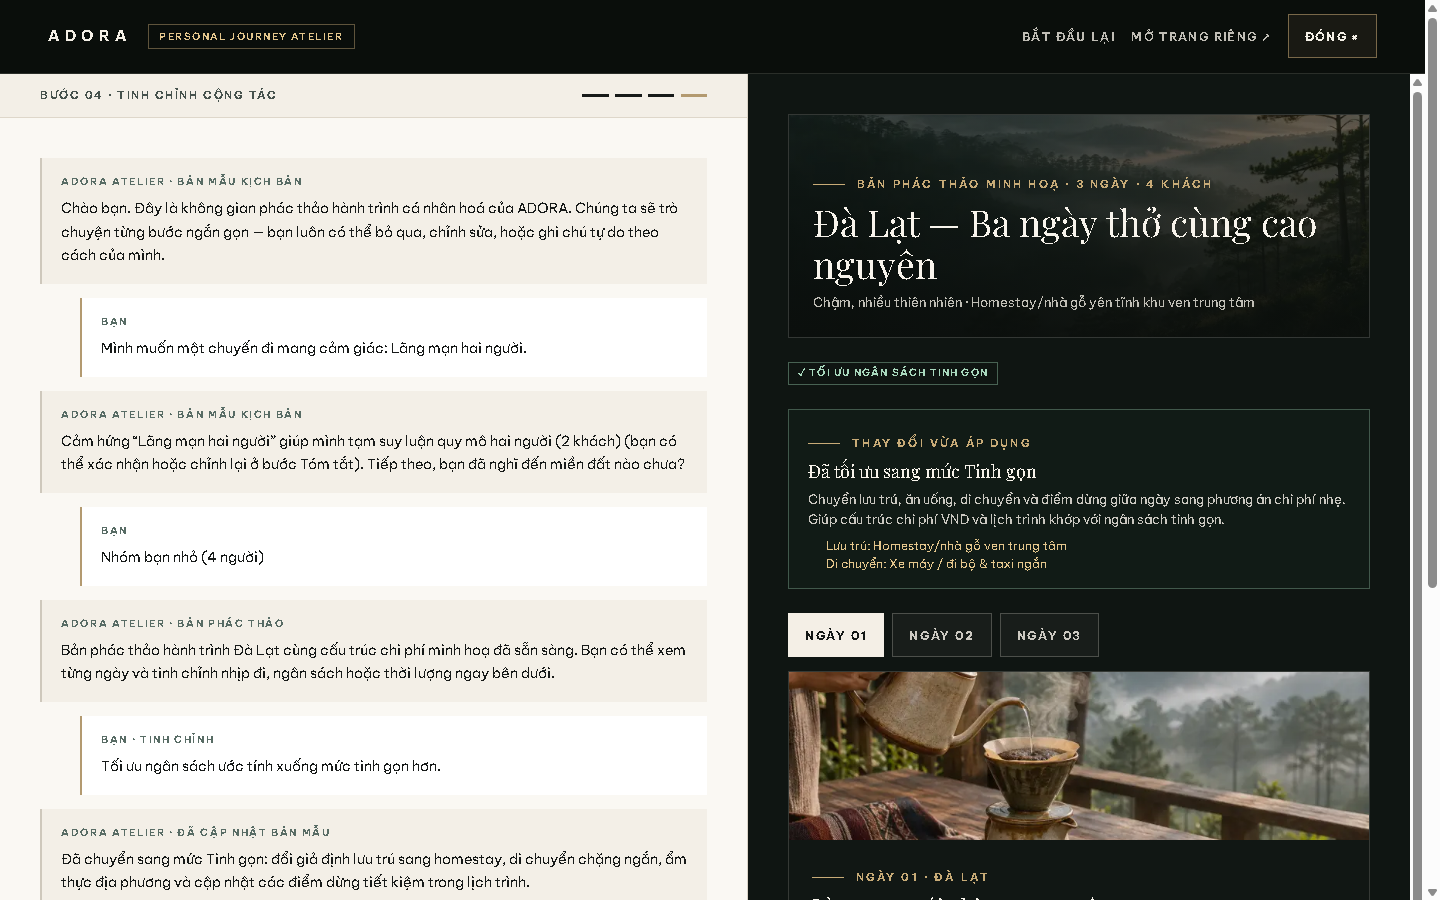 ADORA
PERSONAL JOURNEY ATELIER
BẮT ĐẦU LẠI
MỞ TRANG RIÊNG ↗
ĐÓNG ×
BƯỚC 04 · TINH CHỈNH CỘNG TÁC
ADORA ATELIER · BẢN MẪU KỊCH BẢN
Chào bạn. Đây là không gian phác thảo hành trình cá nhân hoá của ADORA. Chúng ta sẽ trò
chuyện từng bước ngắn gọn — bạn luôn có thể bỏ qua, chỉnh sửa, hoặc ghi chú tự do theo
cách của mình.
BẠN
Mình muốn một chuyến đi mang cảm giác: Lãng mạn hai người.
ADORA ATELIER · BẢN MẪU KỊCH BẢN
Cảm hứng “Lãng mạn hai người” giúp mình tạm suy luận quy mô hai người (2 khách) (bạn có
thể xác nhận hoặc chỉnh lại ở bước Tóm tắt). Tiếp theo, bạn đã nghĩ đến miền đất nào chưa?
BẠN
Nhóm bạn nhỏ (4 người)
ADORA ATELIER · BẢN PHÁC THẢO
Bản phác thảo hành trình Đà Lạt cùng cấu trúc chi phí minh hoạ đã sẵn sàng. Bạn có thể xem
từng ngày và tinh chỉnh nhịp đi, ngân sách hoặc thời lượng ngay bên dưới.
BẠN · TINH CHỈNH
Tối ưu ngân sách ước tính xuống mức tinh gọn hơn.
ADORA ATELIER · ĐÃ CẬP NHẬT BẢN MẪU
Đã chuyển sang mức Tinh gọn: đổi giả định lưu trú sang homestay, di chuyển chặng ngắn, ẩm
thực địa phương và cập nhật các điểm dừng tiết kiệm trong lịch trình.
BẢN PHÁC THẢO MINH HOẠ · 3 NGÀY · 4 KHÁCH
Đà Lạt — Ba ngày thở cùng cao
nguyên
Chậm, nhiều thiên nhiên · Homestay/nhà gỗ yên tĩnh khu ven trung tâm
✓ TỐI ƯU NGÂN SÁCH TINH GỌN
THAY ĐỔI VỪA ÁP DỤNG
Đã tối ưu sang mức Tinh gọn
Chuyển lưu trú, ăn uống, di chuyển và điểm dừng giữa ngày sang phương án chi phí nhẹ.
Giúp cấu trúc chi phí VND và lịch trình khớp với ngân sách tinh gọn.
Lưu trú: Homestay/nhà gỗ ven trung tâm
Di chuyển: Xe máy / đi bộ & taxi ngắn
NGÀY 01
NGÀY 02
NGÀY 03
NGÀY 01 · ĐÀ LẠT